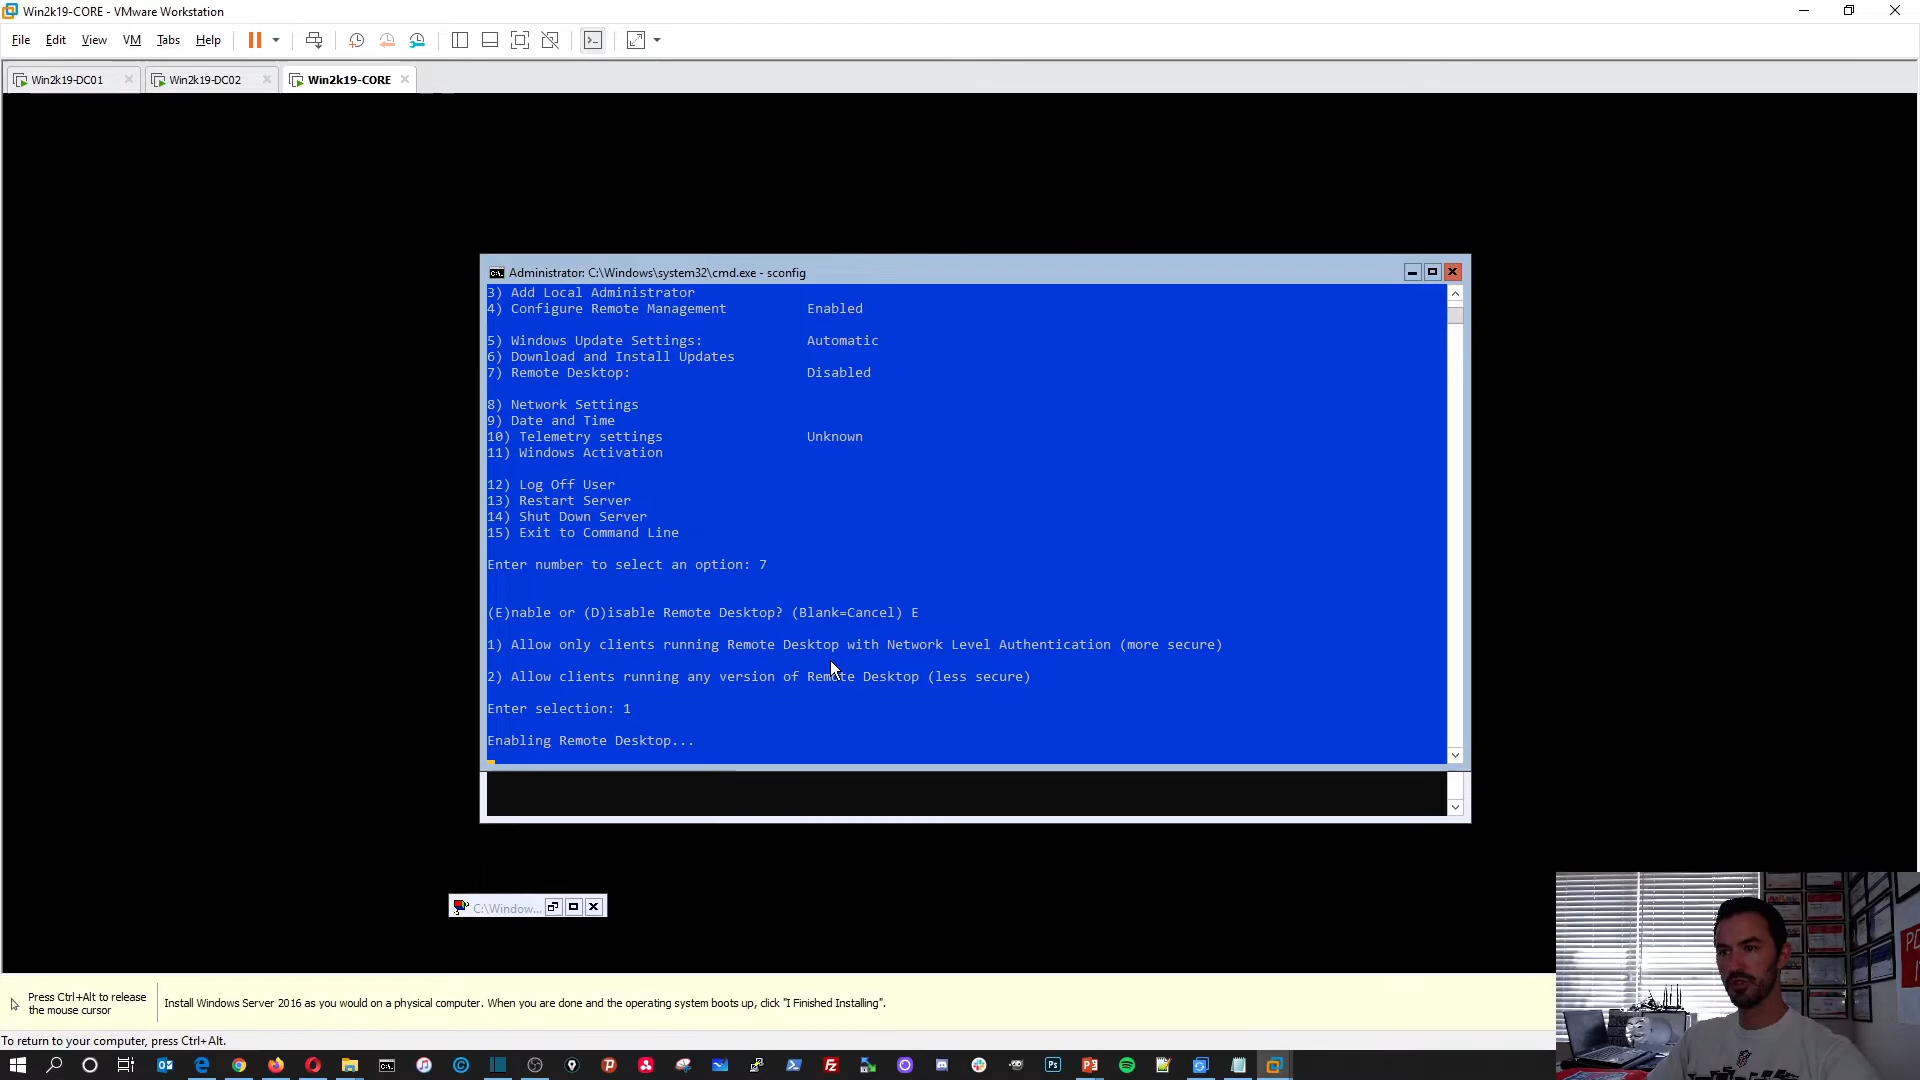 Win2k19-CORE - VMware Workstation
File Edit View VM Tabs Help
Win2k19-DC01 Win2k19-DC02 Win2k19-CORE
Administrator: C:\Windows\system32\cmd.exe - sconfig
3) Add Local Administrator
4) Configure Remote Management Enabled
5) Windows Update Settings: Automatic
6) Download and Install Updates
7) Remote Desktop: Disabled
8) Network Settings
9) Date and Time
10) Telemetry settings Unknown
11) Windows Activation
12) Log Off User
13) Restart Server
14) Shut Down Server
15) Exit to Command Line
Enter number to select an option: 7
(E)nable or (D)isable Remote Desktop? (Blank=Cancel) E
1) Allow only clients running Remote Desktop with Network Level Authentication (more secure)
2) Allow clients running any version of Remote Desktop (less secure)
Enter selection: 1
Enabling Remote Desktop...
C:\Window...
Press Ctrl+Alt to release
the mouse cursor
Install Windows Server 2016 as you would on a physical computer. When you are done and the operating system boots up, click "I Finished Installing".
To return to your computer, press Ctrl+Alt.